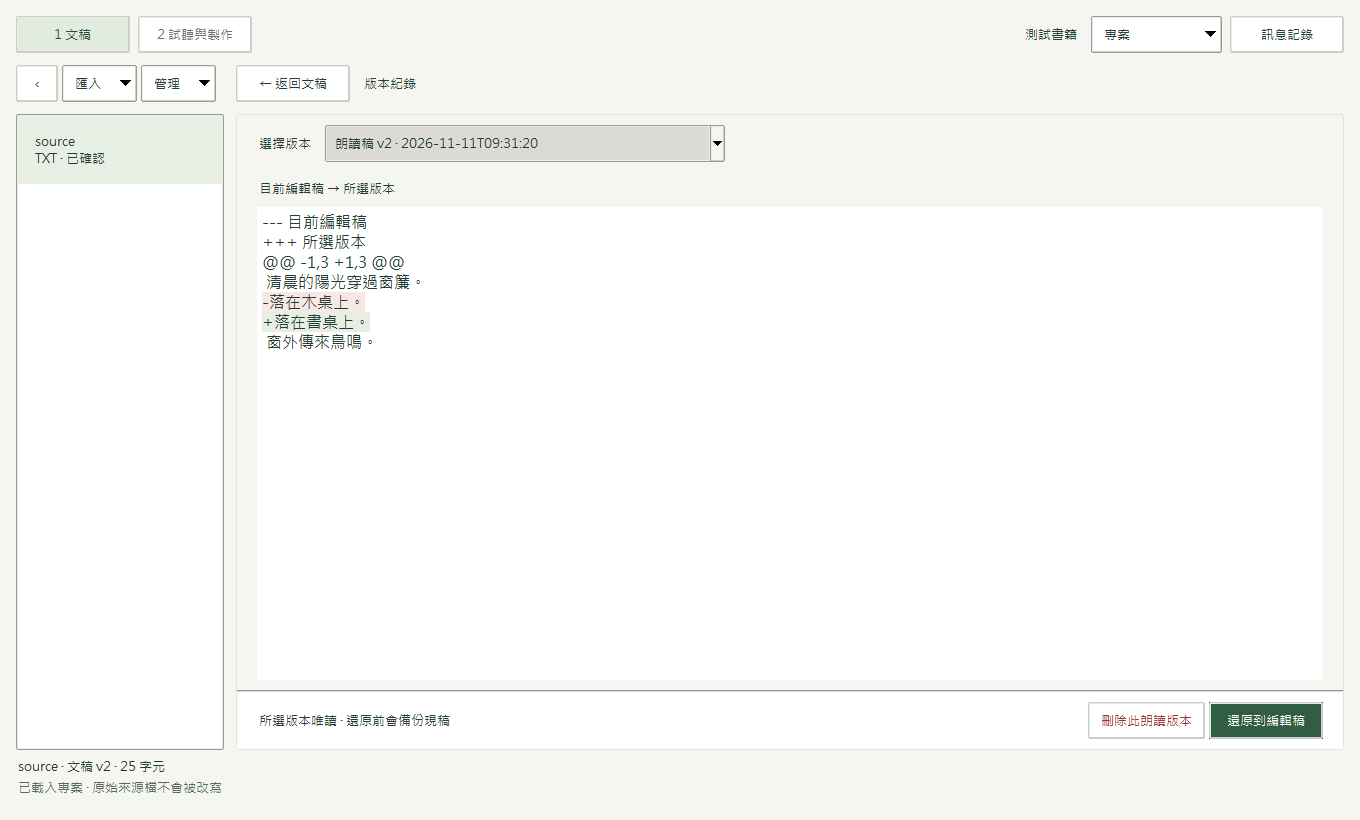 1 文稿
2 試聽與製作
測試書籍
專案
訊息記錄
‹
匯入
管理
← 返回文稿
版本紀錄
source
TXT · 已確認
選擇版本
朗讀稿 v2 · 2026-11-11T09:31:20
目前編輯稿 → 所選版本
--- 目前編輯稿
+++ 所選版本
@@ -1,3 +1,3 @@
清晨的陽光穿過窗簾。
-落在木桌上。
+落在書桌上。
窗外傳來鳥鳴。
所選版本唯讀 · 還原前會備份現稿
刪除此朗讀版本
還原到編輯稿
source · 文稿 v2 · 25 字元
已載入專案 · 原始來源檔不會被改寫